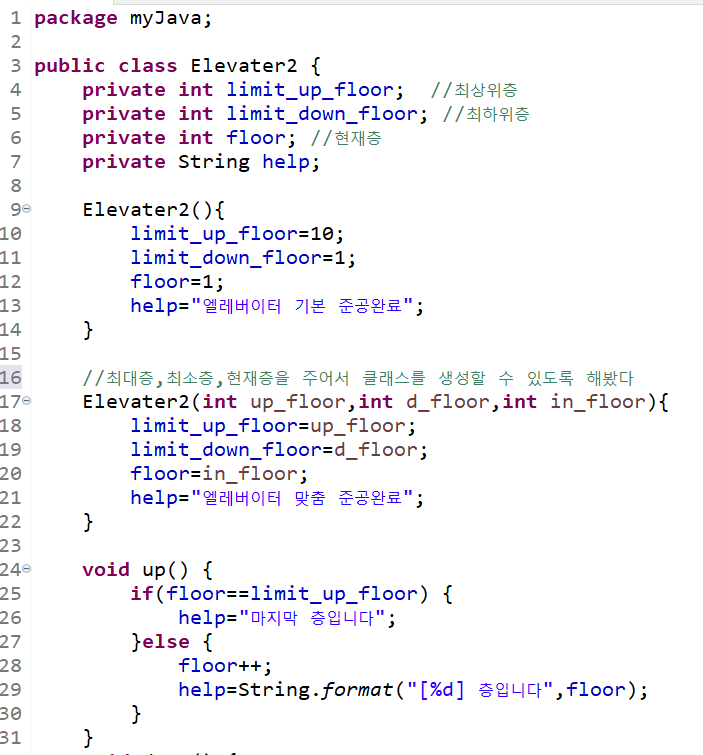 1 package myJava;
2
3 public class Elevater2 {
4     private int limit_up_floor;  //최상위층
5     private int limit_down_floor; //최하위층
6     private int floor; //현재층
7     private String help;
8
9     Elevater2(){
10         limit_up_floor=10;
11         limit_down_floor=1;
12         floor=1;
13         help="엘레버이터 기본 준공완료";
14     }
15
16     //최대층,최소층,현재층을 주어서 클래스를 생성할 수 있도록 해봤다
17     Elevater2(int up_floor,int d_floor,int in_floor){
18         limit_up_floor=up_floor;
19         limit_down_floor=d_floor;
20         floor=in_floor;
21         help="엘레버이터 맞춤 준공완료";
22     }
23
24     void up() {
25         if(floor==limit_up_floor) {
26             help="마지막 층입니다";
27         }else {
28             floor++;
29             help=String.format("[%d] 층입니다",floor);
30         }
31     }